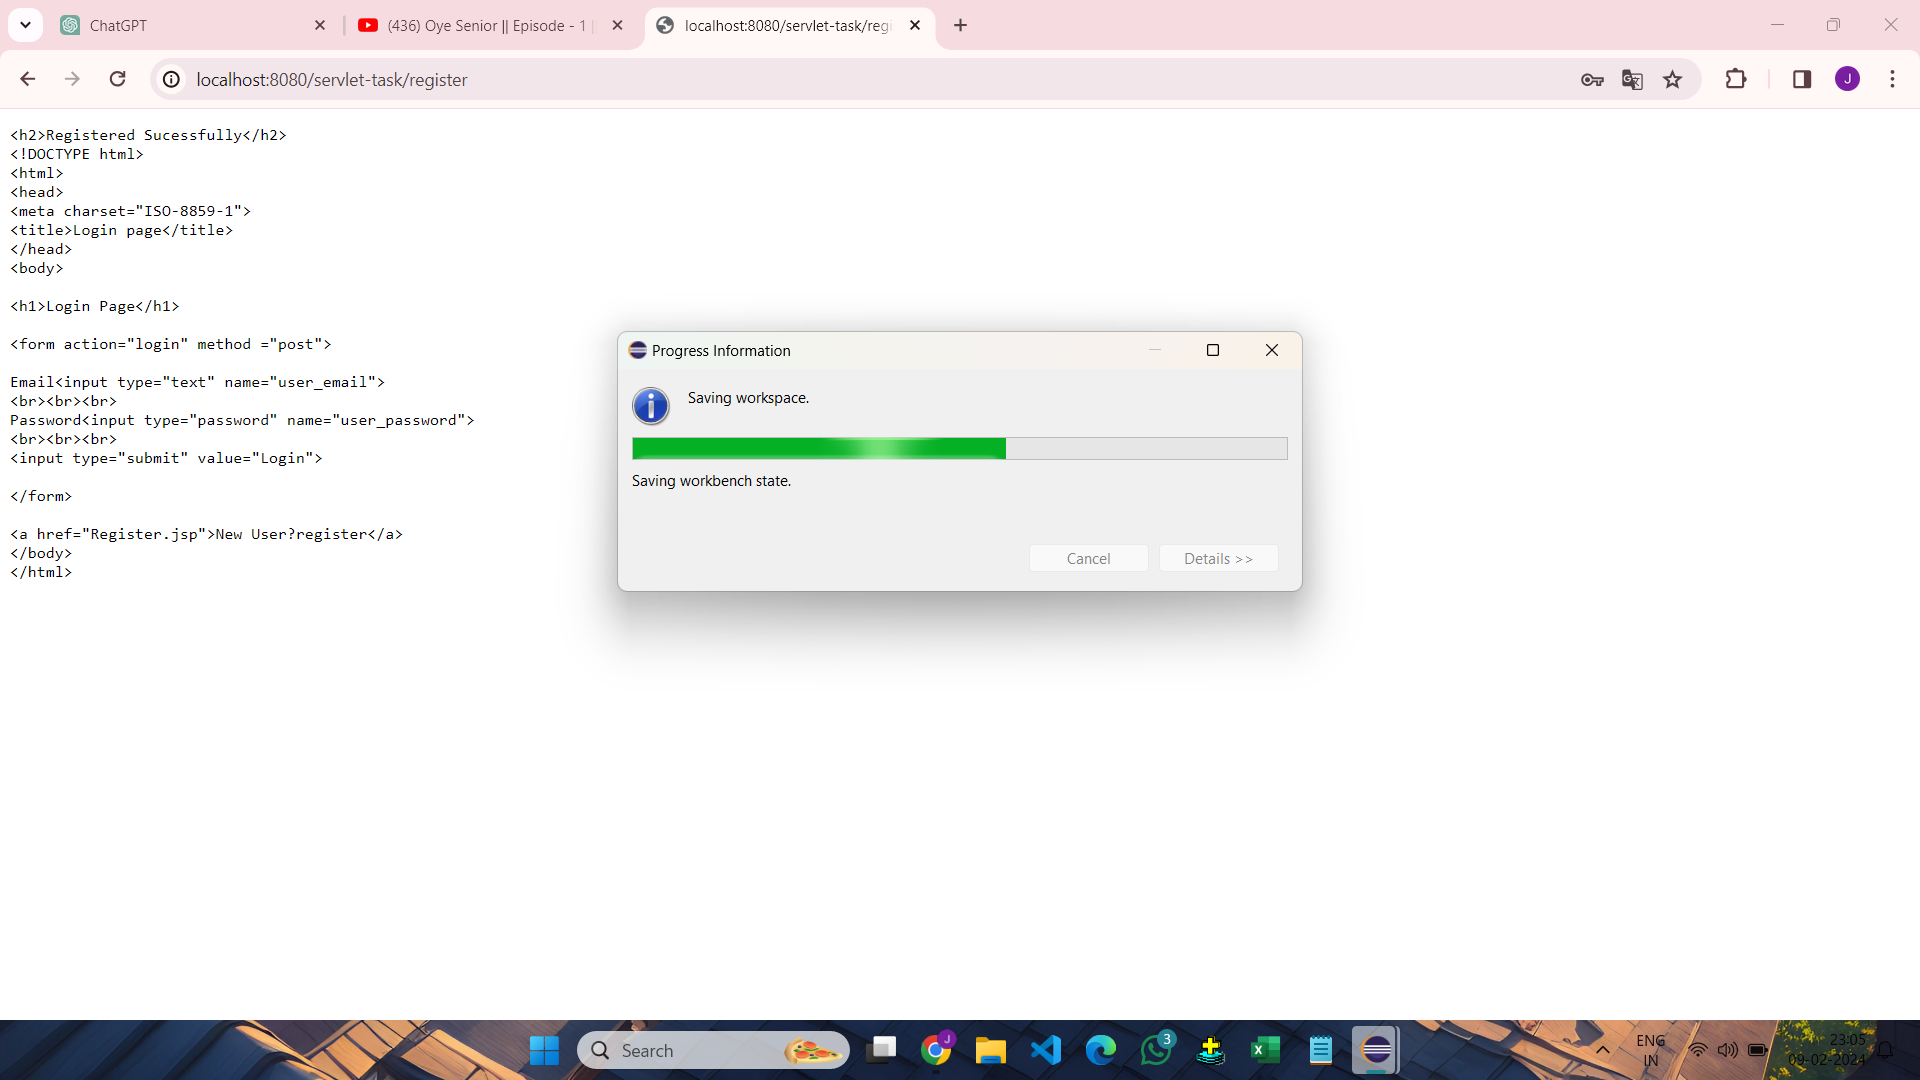 ChatGPT
(436) Oye Senior || Episode - 1 |
localhost:8080/servlet-task/regi
localhost:8080/servlet-task/register
J
<h2>Registered Sucessfully</h2>
<!DOCTYPE html>
<html>
<head>
<meta charset="ISO-8859-1">
<title>Login page</title>
</head>
<body>
<h1>Login Page</h1>
<form action="login" method ="post">
Email<input type="text" name="user_email">
<br><br><br>
Password<input type="password" name="user_password">
<br><br><br>
<input type="submit" value="Login">
</form>
<a href="Register.jsp">New User?register</a>
</body>
</html>
Progress Information
Saving workspace.
Saving workbench state.
Cancel
Details >>
Search
J
3
ENG
IN
23:05
09-02-2024